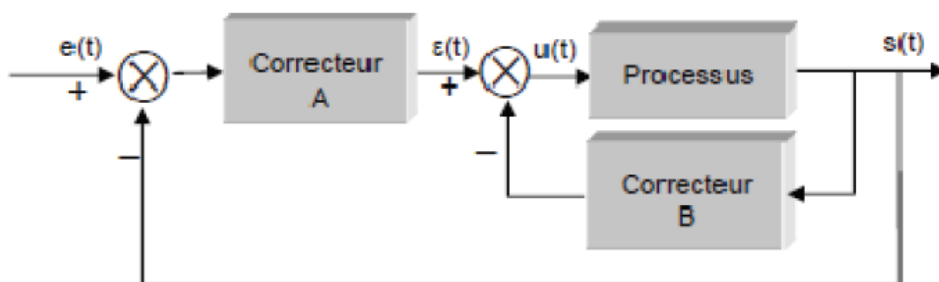 e(t)
+
−
Correcteur
A
ε(t)
+
−
u(t)
Processus
s(t)
Correcteur
B